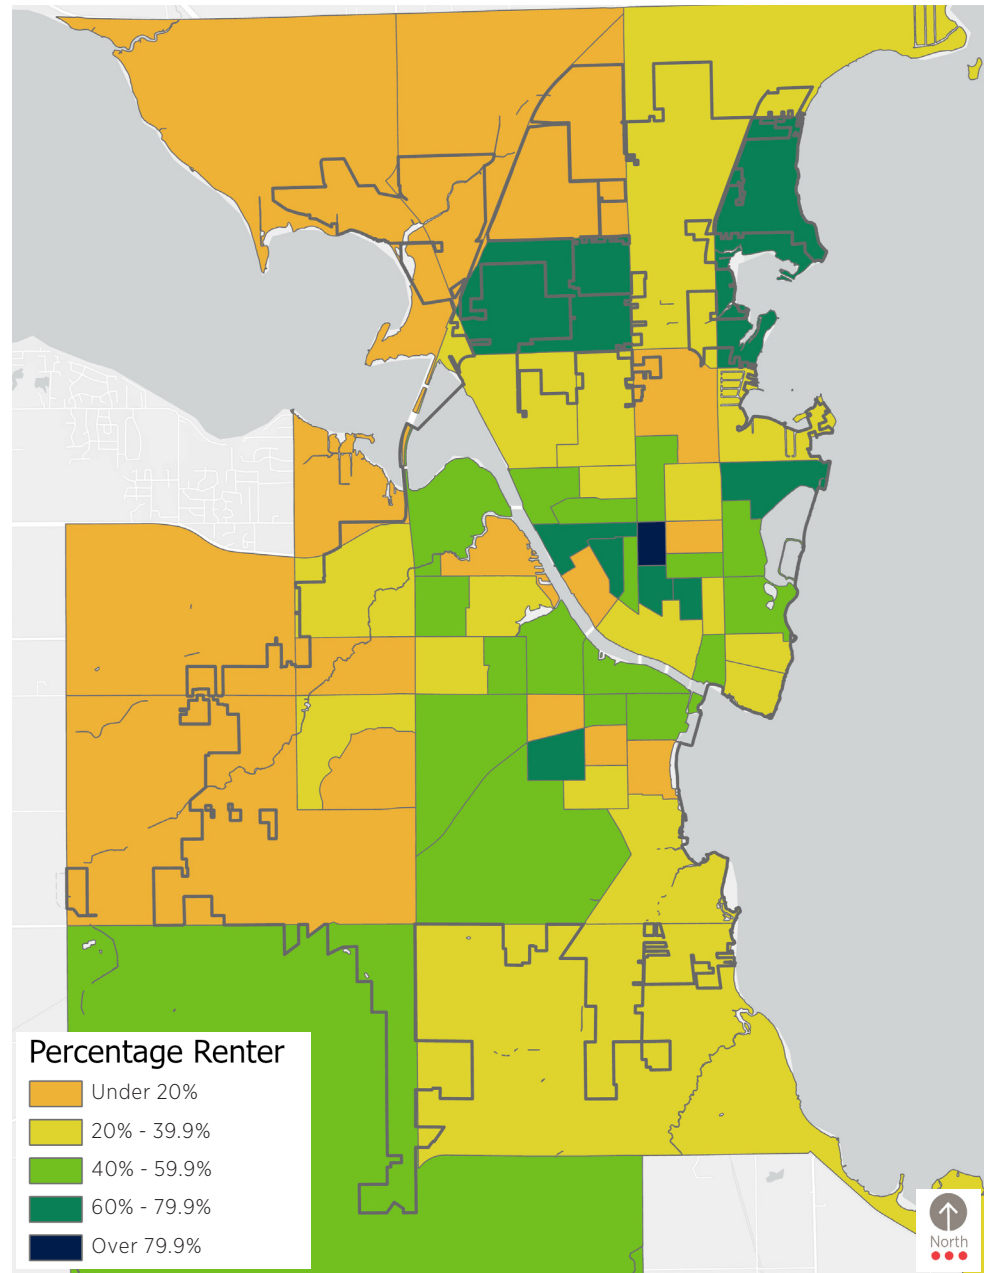 Percentage Renter
Under 20%
20% - 39.9%
40% - 59.9%
60% - 79.9%
Over 79.9%
North